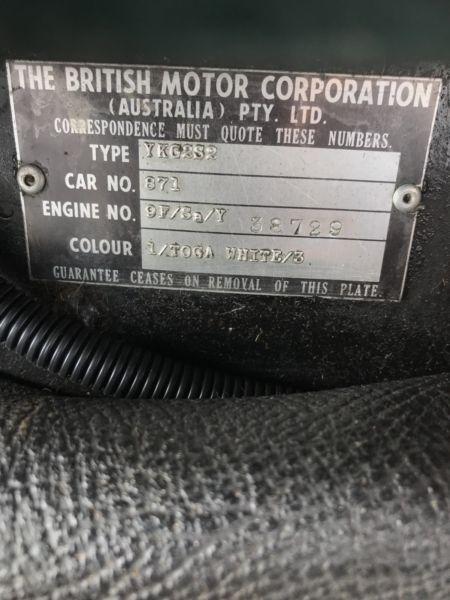 THE BRITISH MOTOR CORPORATION
(AUSTRALIA) PTY. LTD.
CORRESPONDENCE MUST QUOTE THESE NUMBERS.
TYPE YKG2S2
CAR NO. 871
ENGINE NO. 9F/Sa/Y 38729
COLOUR 1/TOGA WHITE/3
GUARANTEE CEASES ON REMOVAL OF THIS PLATE.